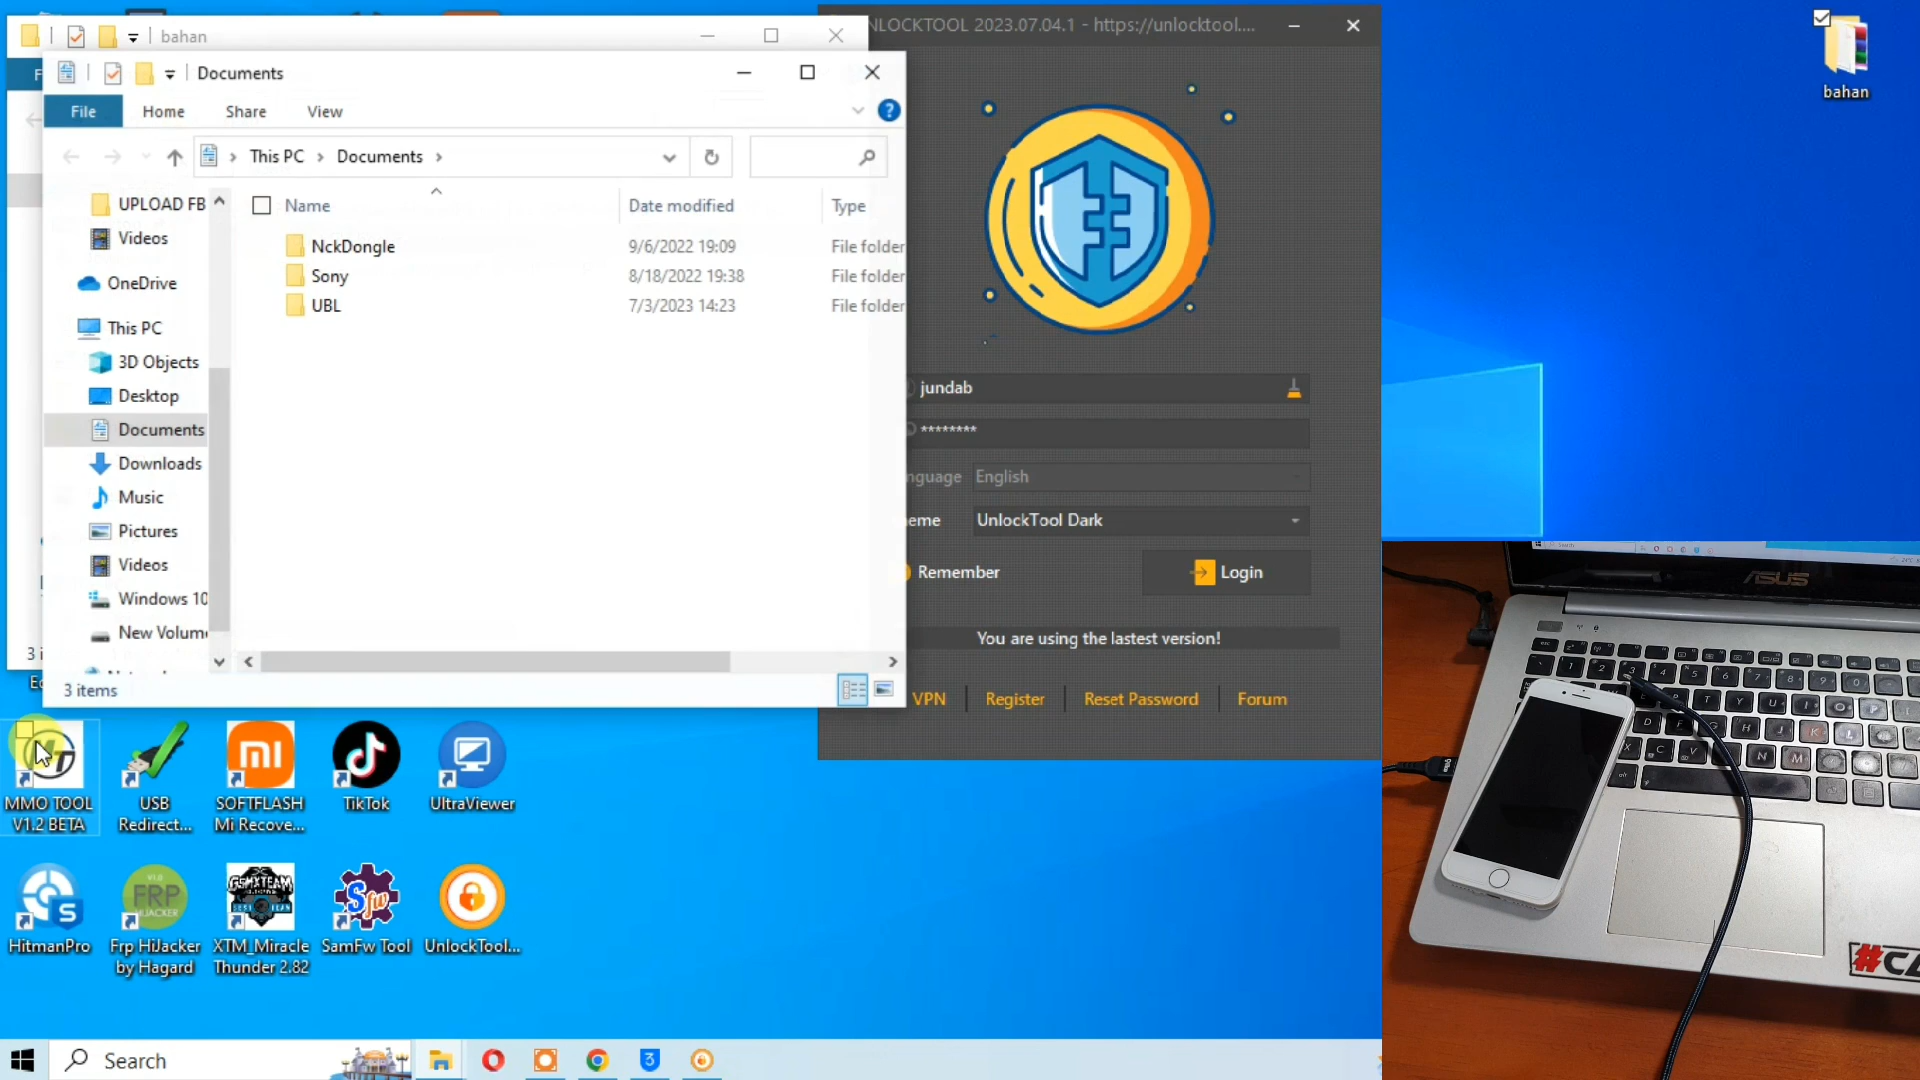 bahan
NLOCKTOOL 2023.07.04.1 - https://unlocktool....
bahan
F
Documents
File
Home
Share
View
This PC
Documents
UPLOAD FB
Videos
OneDrive
This PC
3D Objects
Desktop
Documents
Downloads
Music
Pictures
Videos
Windows 10
New Volum
Name
Date modified
Type
NckDongle
9/6/2022 19:09
File folder
Sony
8/18/2022 19:38
File folder
UBL
7/3/2023 14:23
File folder
3 i
3 items
jundab
********
nguage
English
eme
UnlockTool Dark
Remember
Login
You are using the lastest version!
VPN
Register
Reset Password
Forum
MMO TOOL
V1.2 BETA
USB
Redirect...
SOFTFLASH
Mi Recove...
TikTok
UltraViewer
HitmanPro
Frp HiJacker
by Hagard
XTM_Miracle
Thunder 2.82
SamFw Tool
UnlockTool...
Search
ASUS
#CA